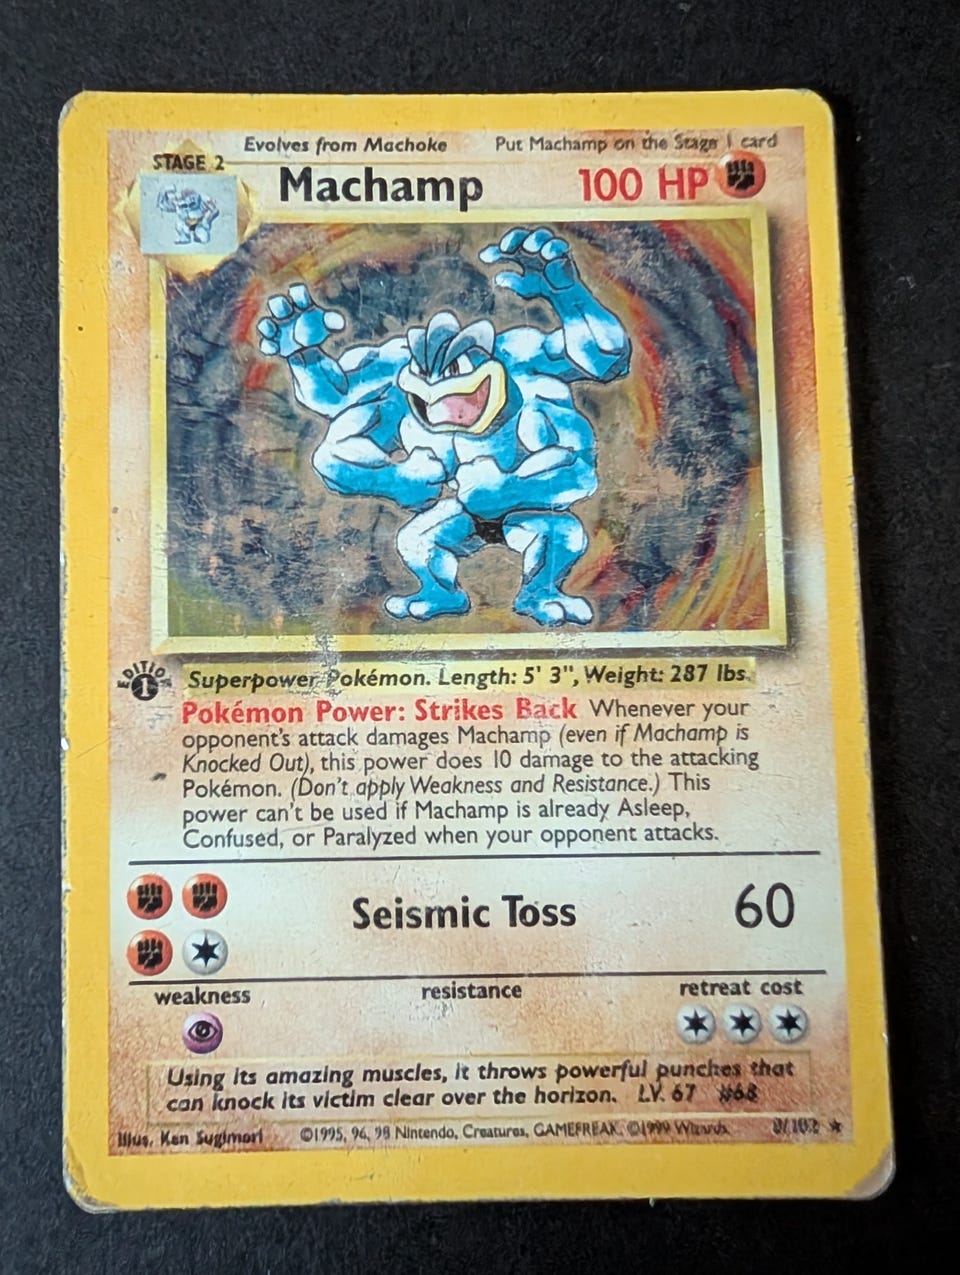 Evolves from Machoke Put Machamp on the Stage 1 card
STAGE 2
Machamp 100 HP
EDITION
1
Superpower Pokémon. Length: 5' 3", Weight: 287 lbs.
Pokémon Power: Strikes Back Whenever your
opponent's attack damages Machamp (even if Machamp is
Knocked Out), this power does 10 damage to the attacking
Pokémon. (Don't apply Weakness and Resistance.) This
power can't be used if Machamp is already Asleep,
Confused, or Paralyzed when your opponent attacks.
Seismic Toss 60
weakness resistance retreat cost
Using its amazing muscles, it throws powerful punches that
can knock its victim clear over the horizon. LV. 67 #68
Illus. Ken Sugimori ©1995, 96, 98 Nintendo, Creatures, GAMEFREAK. ©1999 Wizards. 8/102 ★